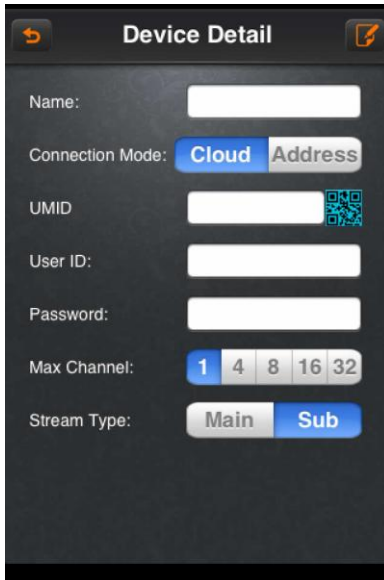 Device Detail
Name:
Connection Mode: Cloud Address
UMID
User ID:
Password:
Max Channel: 1 4 8 16 32
Stream Type: Main Sub